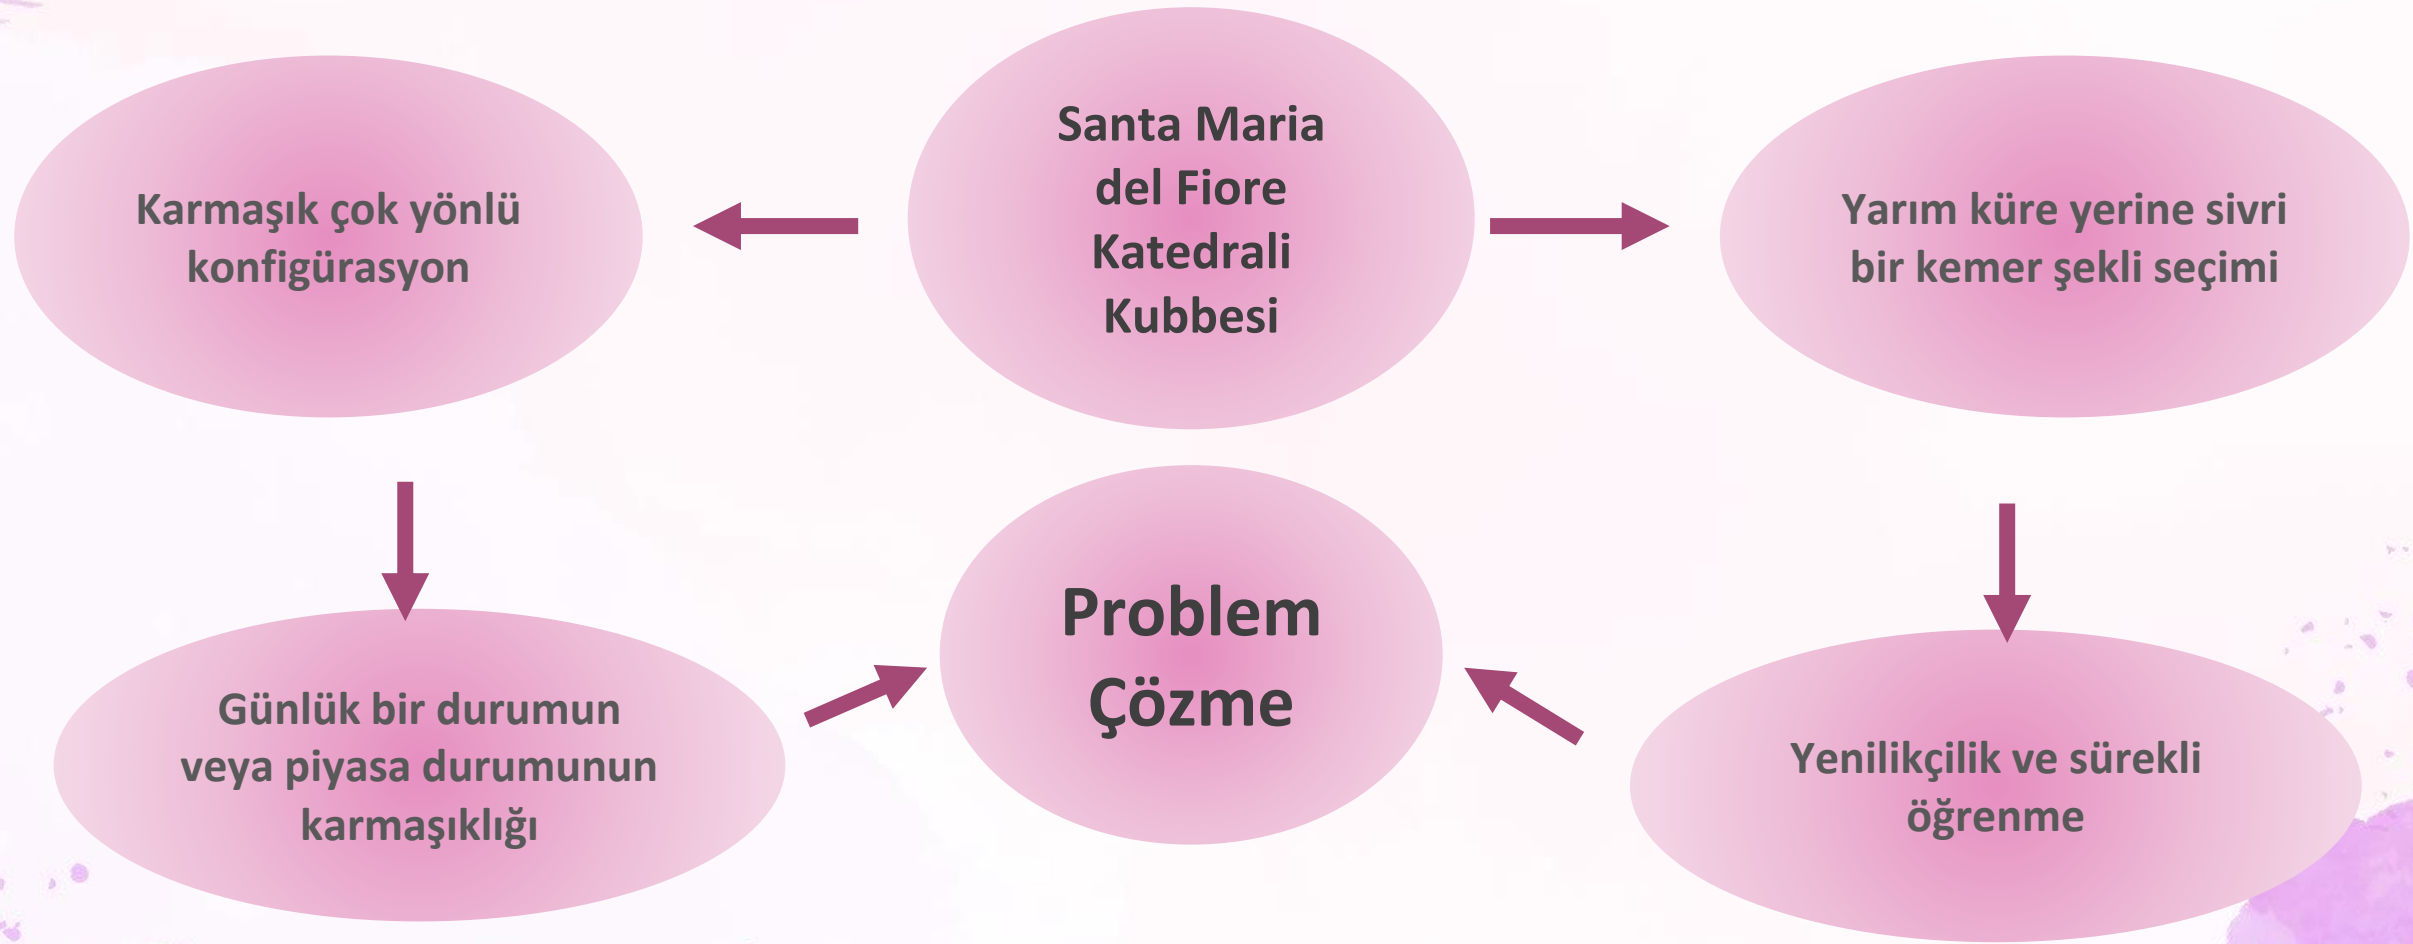 Santa Maria
del Fiore
Katedrali
Kubbesi
Karmaşık çok yönlü
konfigürasyon
Yarım küre yerine sivri
bir kemer şekli seçimi
Problem
Çözme
Günlük bir durumun
veya piyasa durumunun
karmaşıklığı
Yenilikçilik ve sürekli
öğrenme